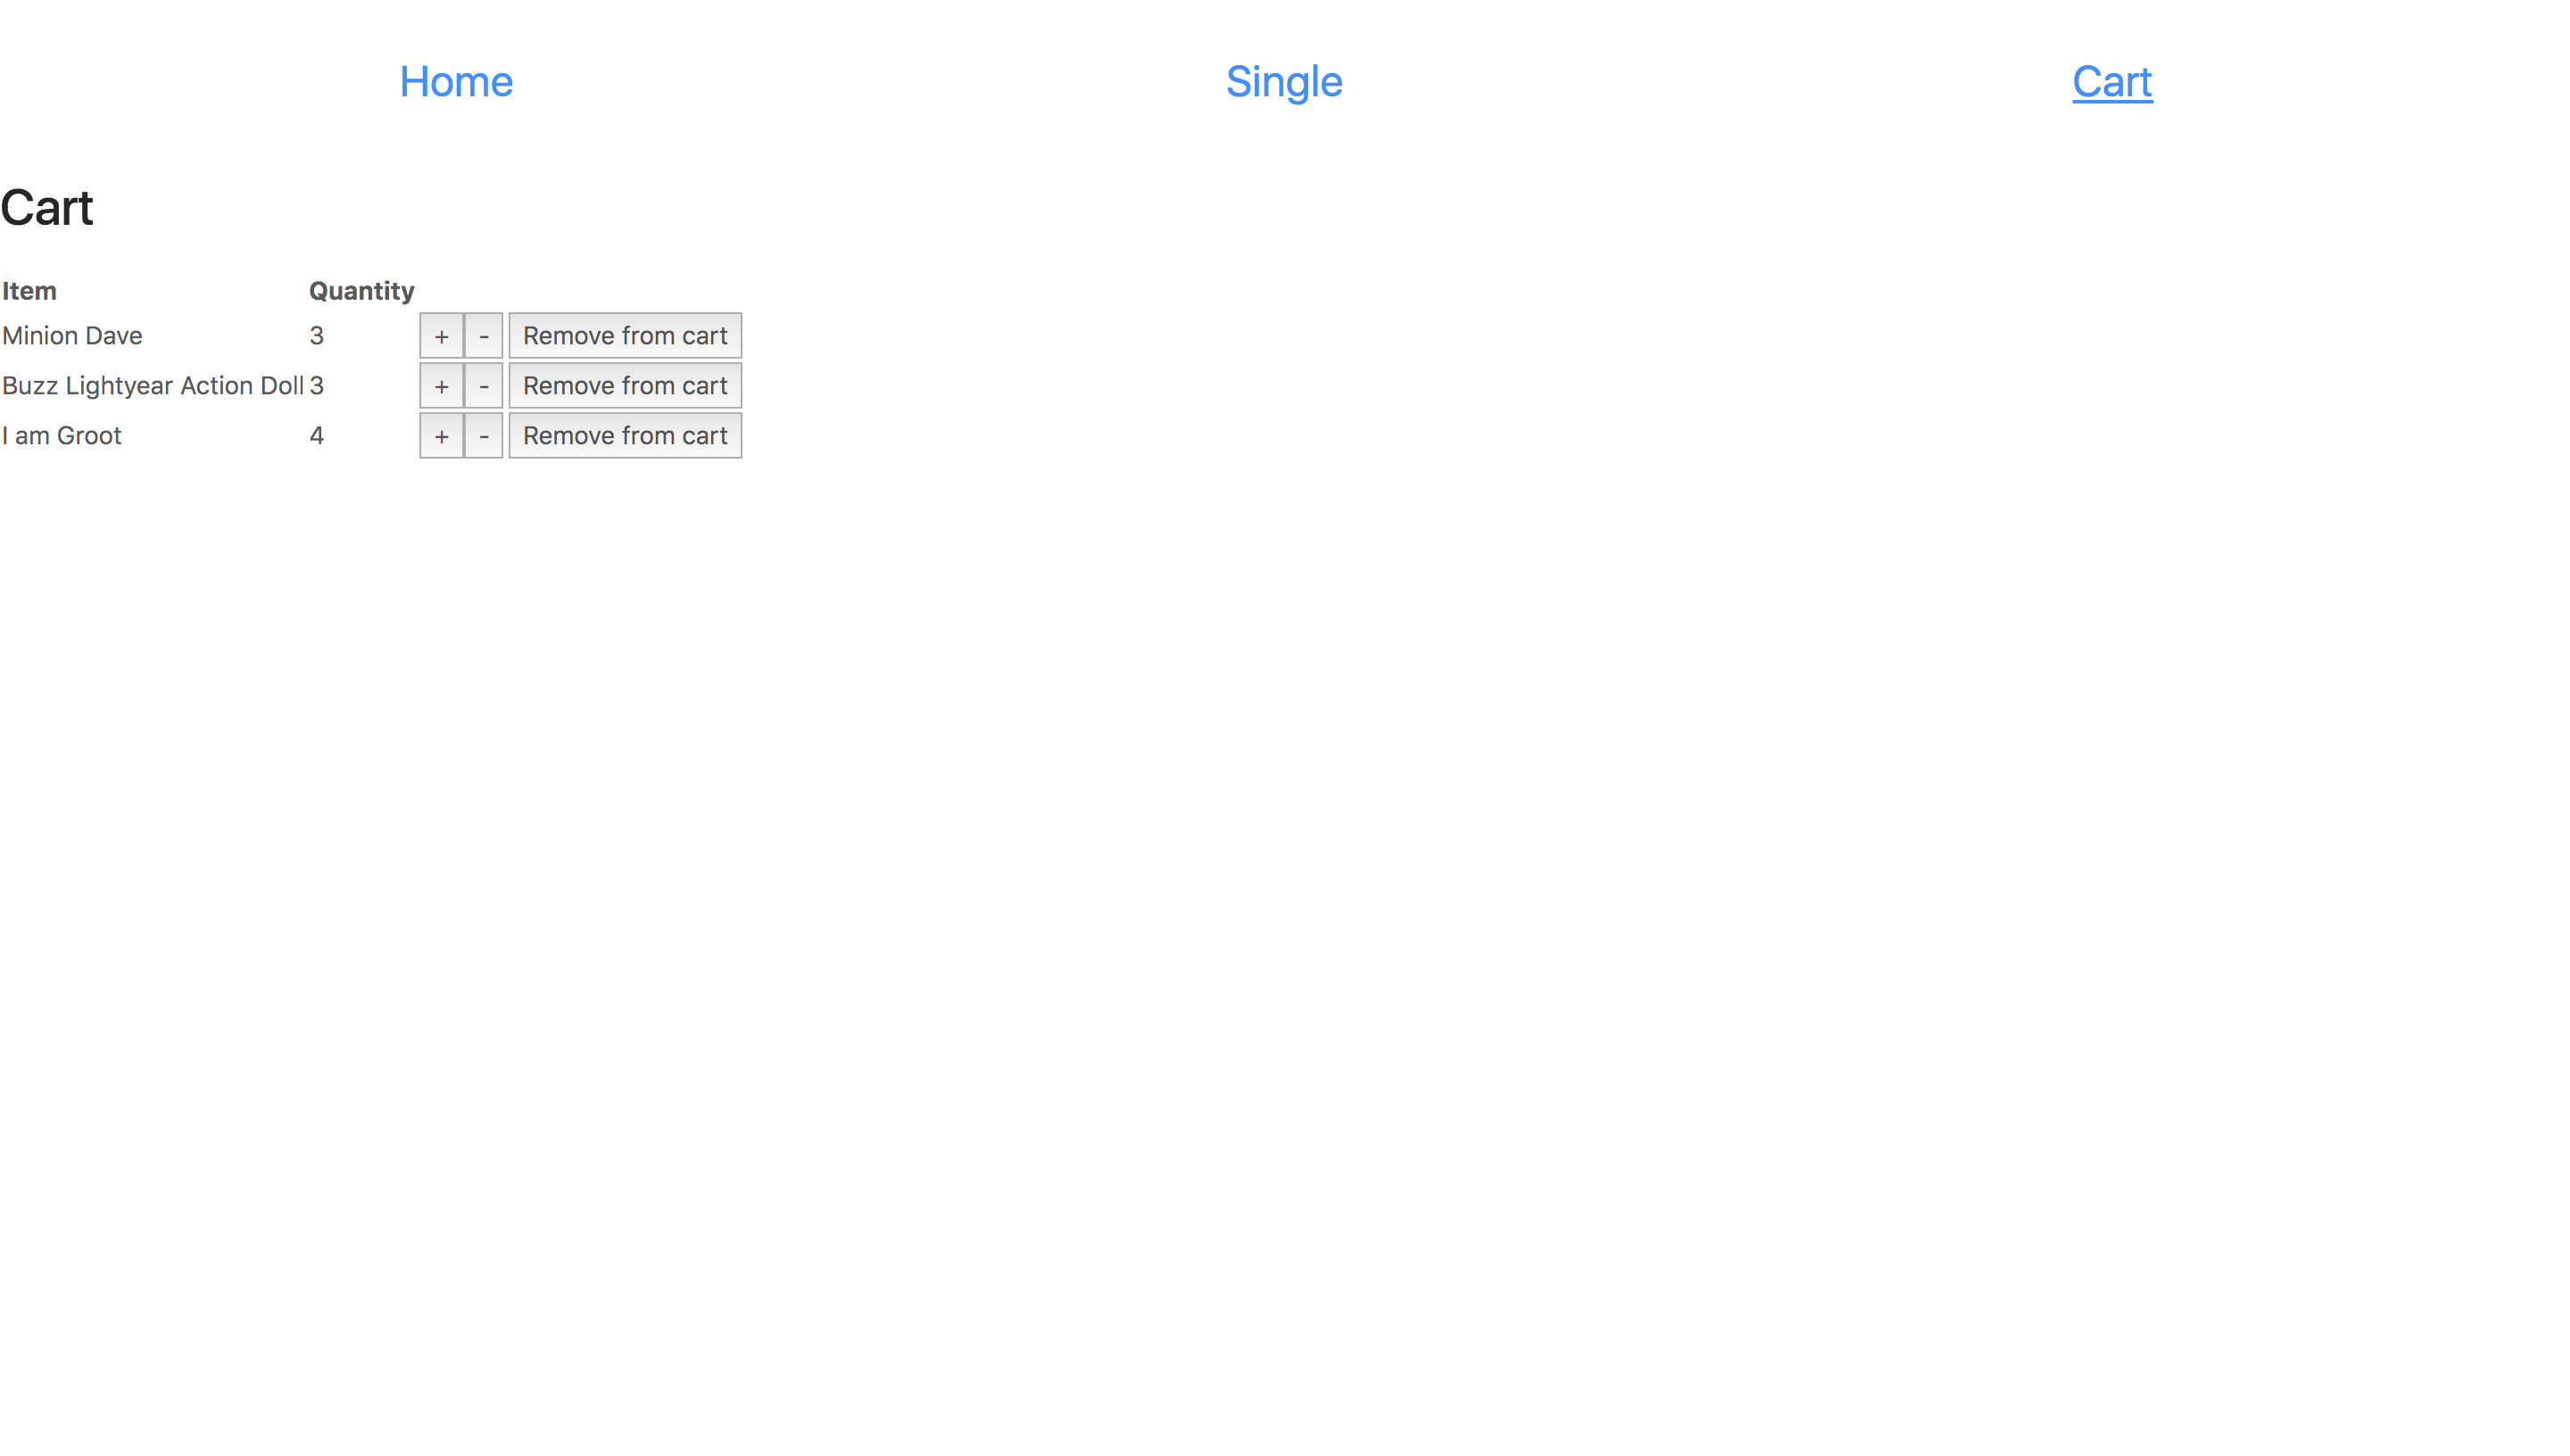 Home Single Cart
Cart
Item Quantity
Minion Dave 3 + - Remove from cart
Buzz Lightyear Action Doll 3 + - Remove from cart
I am Groot 4 + - Remove from cart